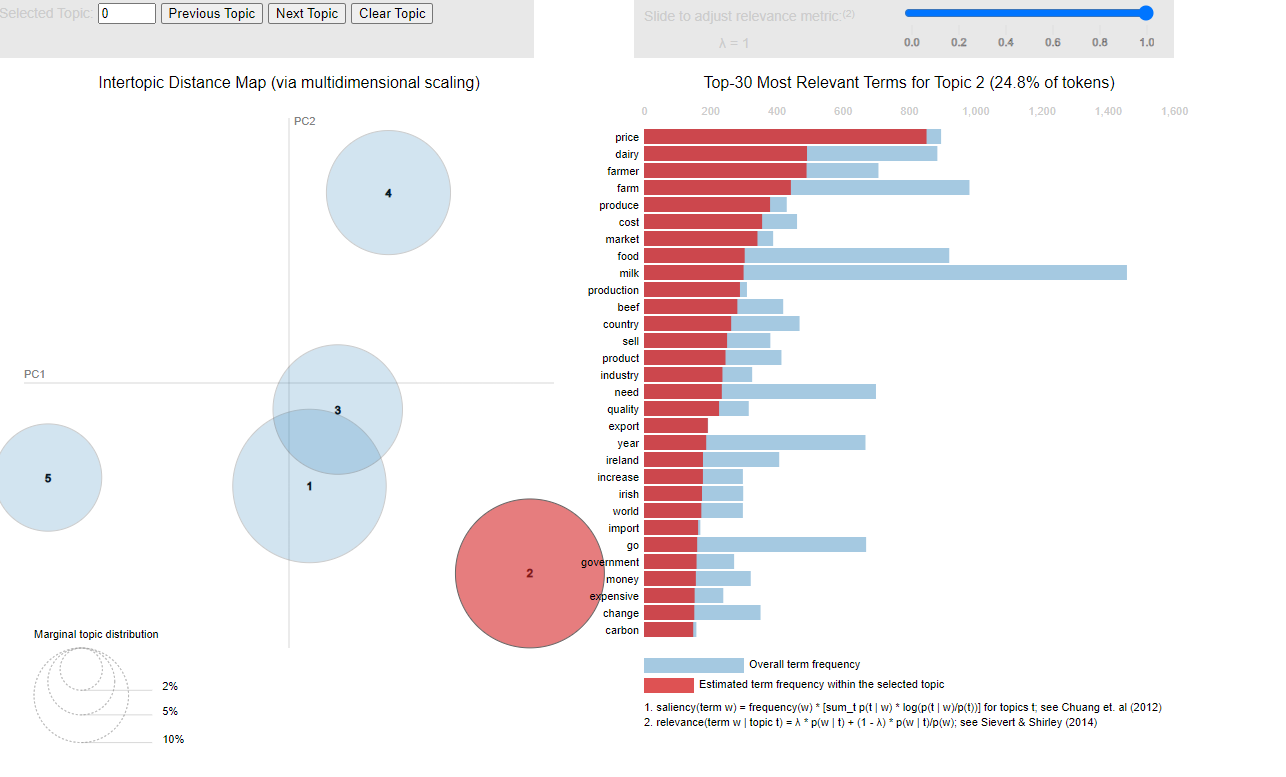 Selected Topic: 0 Previous Topic Next Topic Clear Topic
Slide to adjust relevance metric:(2)
λ = 1
0.0 0.2 0.4 0.6 0.8 1.0
Intertopic Distance Map (via multidimensional scaling)
PC2
PC1
4
3
1
5
2
Marginal topic distribution
2%
5%
10%
Top-30 Most Relevant Terms for Topic 2 (24.8% of tokens)
0 200 400 600 800 1,000 1,200 1,400 1,600
price
dairy
farmer
farm
produce
cost
market
food
milk
production
beef
country
sell
product
industry
need
quality
export
year
ireland
increase
irish
world
import
go
government
money
expensive
change
carbon
Overall term frequency
Estimated term frequency within the selected topic
1. saliency(term w) = frequency(w) * [sum_t p(t | w) * log(p(t | w)/p(t))] for topics t; see Chuang et. al (2012)
2. relevance(term w | topic t) = λ * p(w | t) + (1 - λ) * p(w | t)/p(w); see Sievert & Shirley (2014)